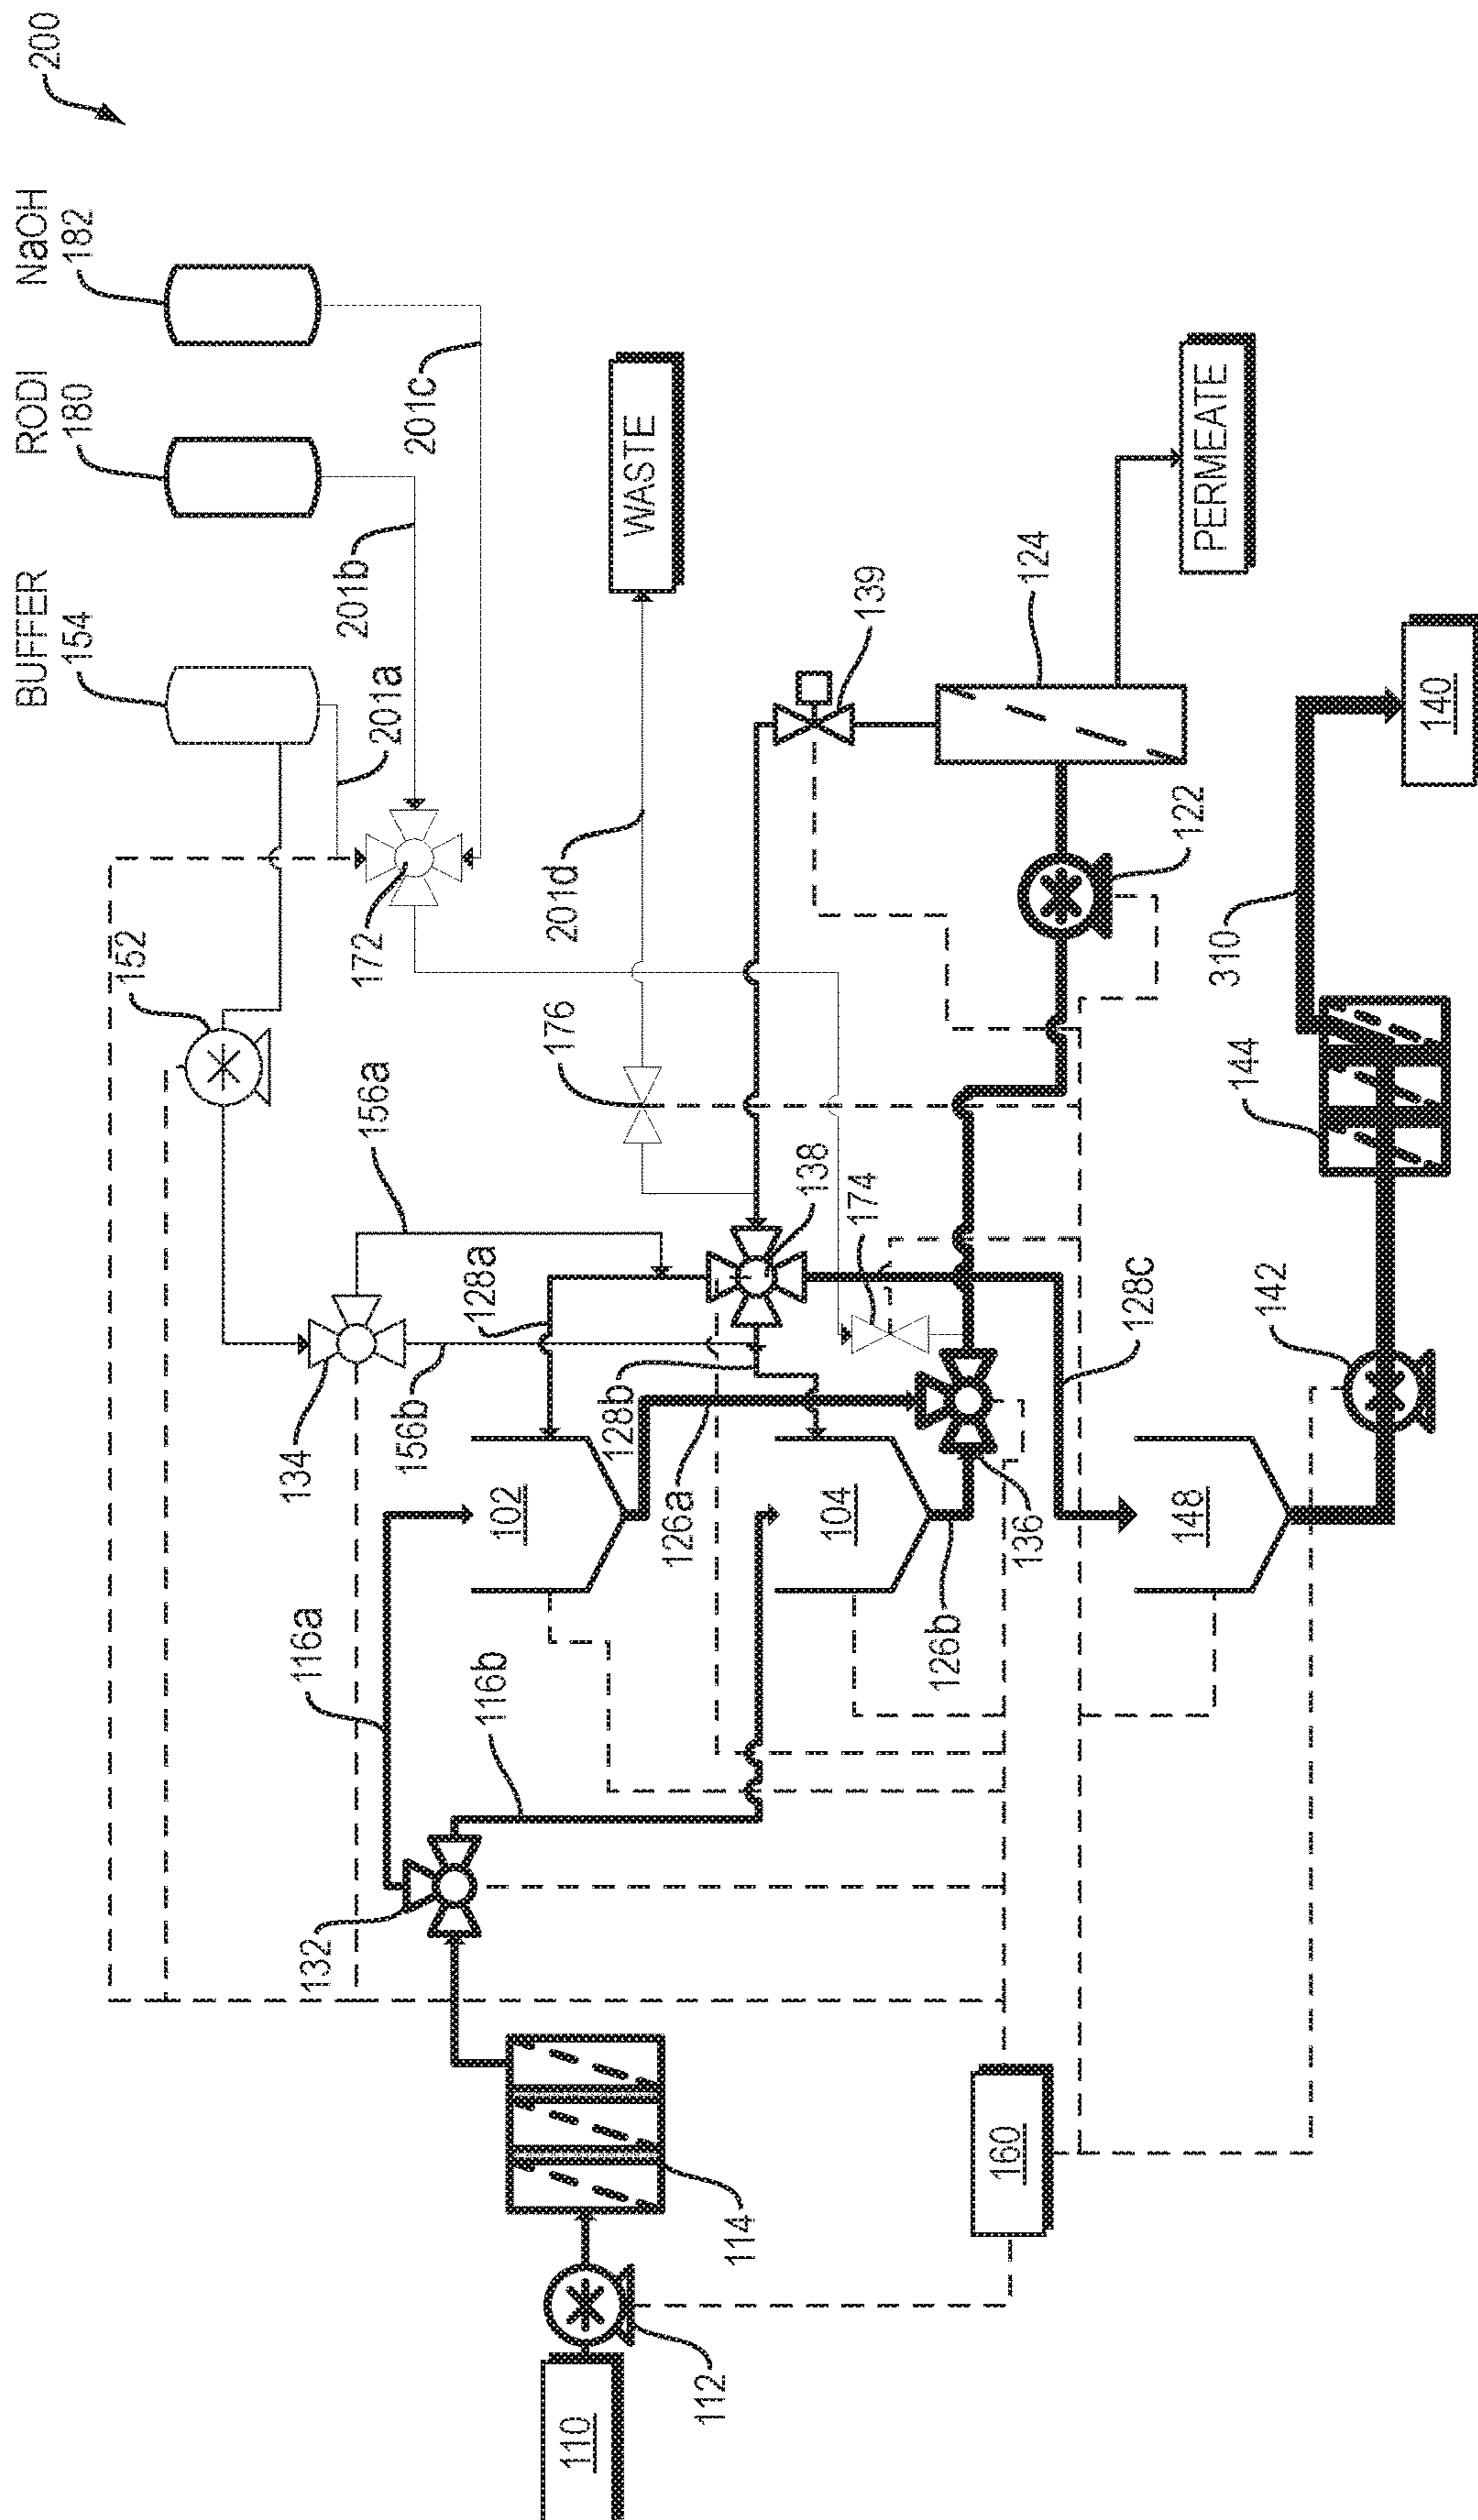 200
BUFFER
154
RODI
180
NaOH
182
152
201a
201b
201c
172
134
156a
176
201d
WASTE
116a
156b
128a
138
139
132
102
128b
174
124
116b
126a
104
136
122
PERMEATE
110
112
114
160
126b
148
128c
142
144
310
140